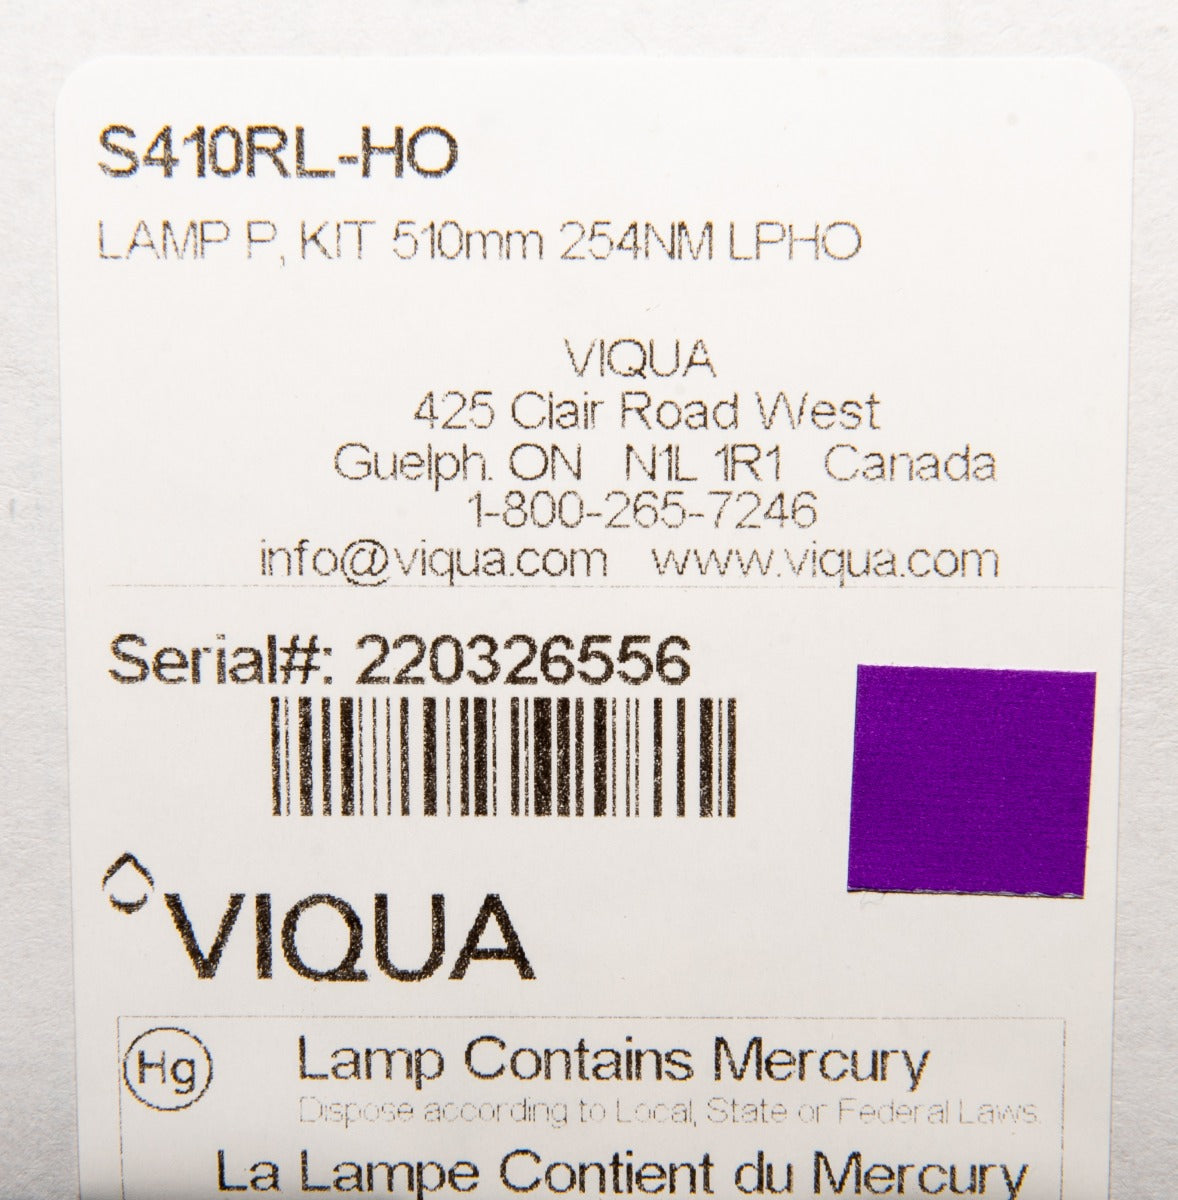 S410RL-HO
LAMP P, KIT 510mm 254NM LPHO
VIQUA
425 Clair Road West
Guelph. ON N1L 1R1 Canada
1-800-265-7246
info@viqua.com www.viqua.com
Serial#: 220326556
VIQUA
Hg Lamp Contains Mercury
Dispose according to Local, State or Federal Laws.
La Lampe Contient du Mercury